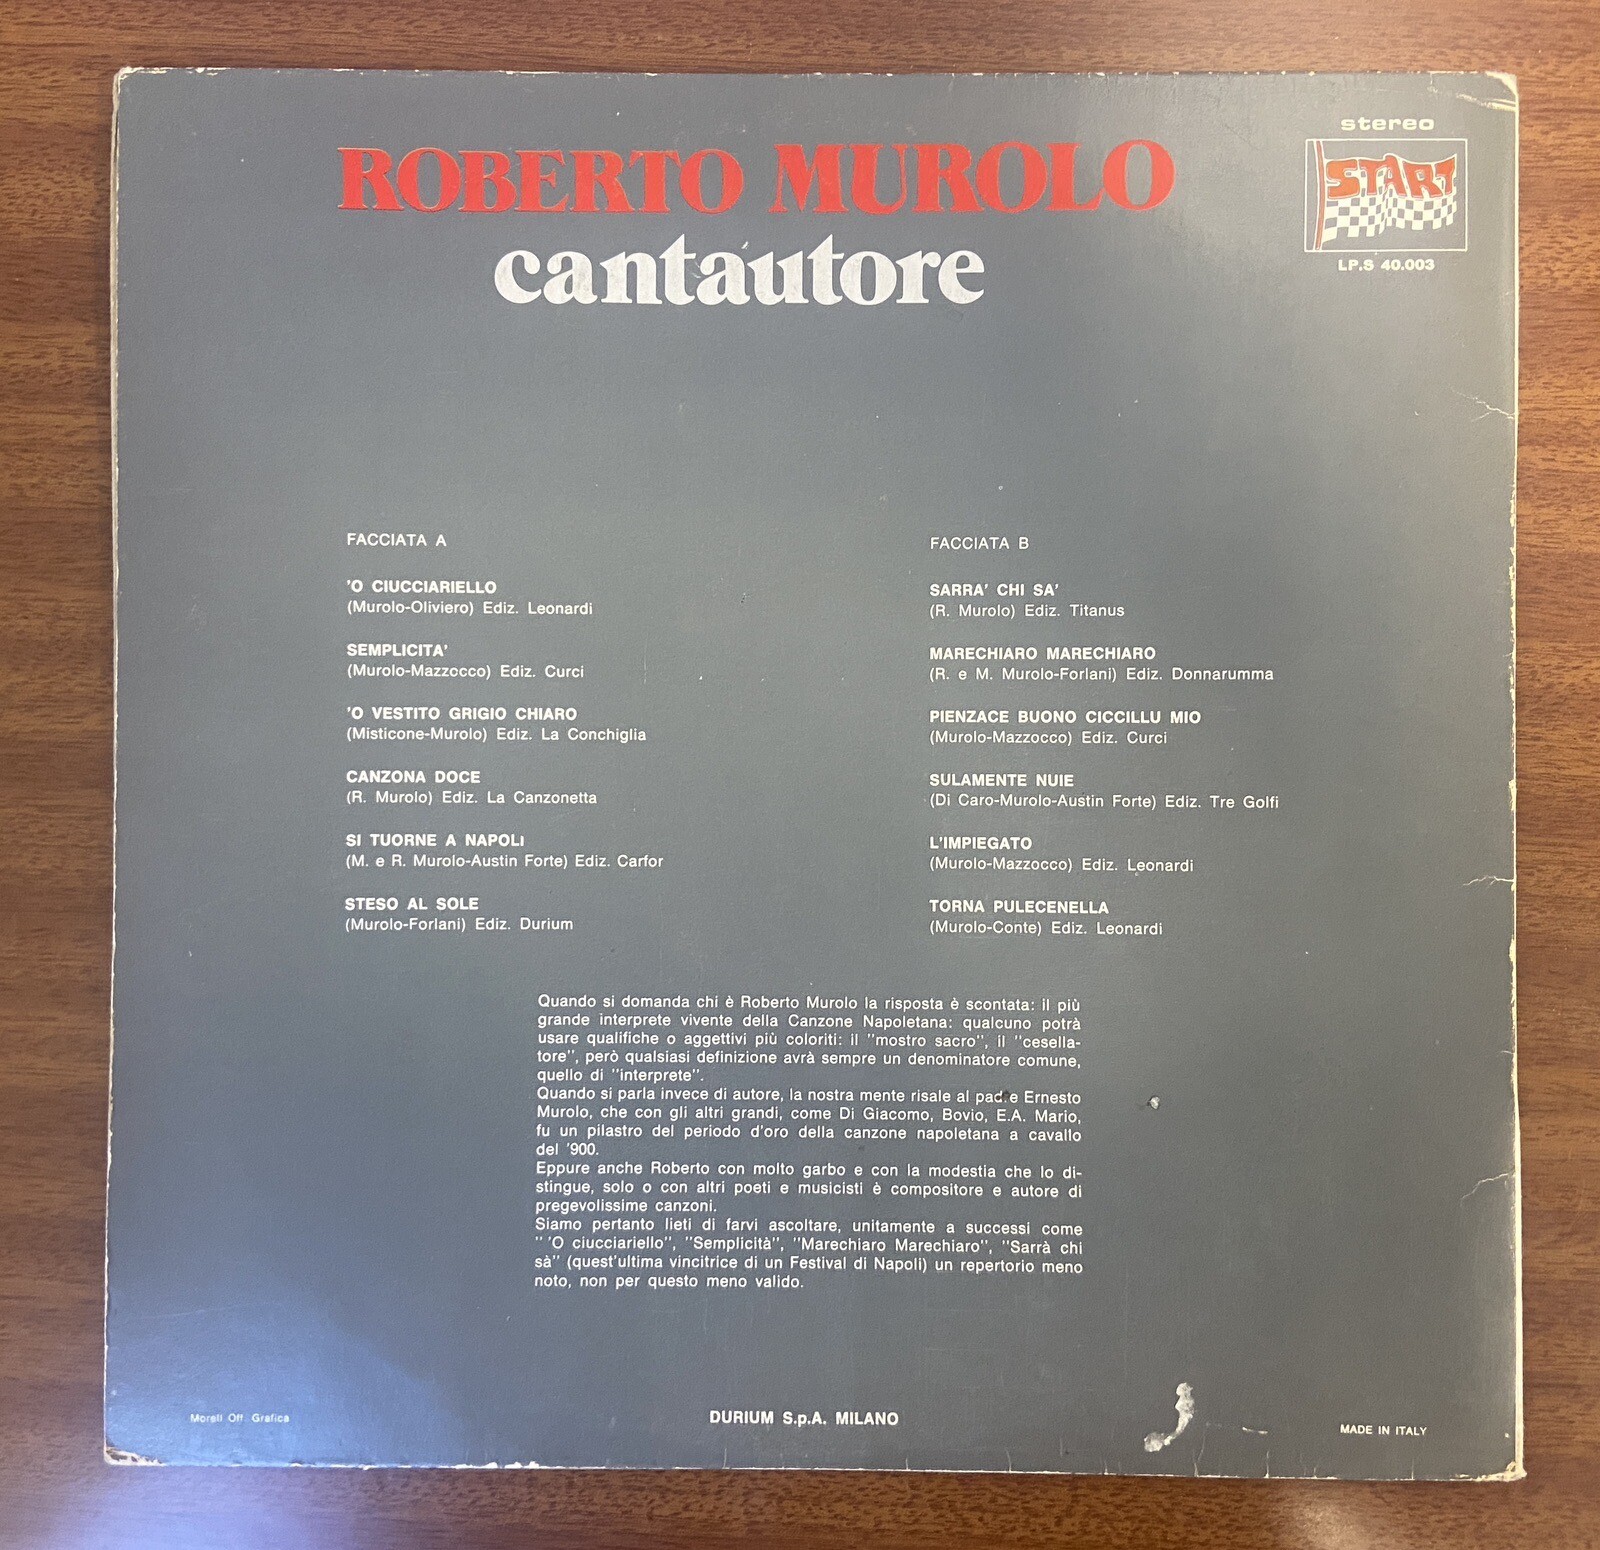 ROBERTO MUROLO
cantautore
stereo
START
LP.S 40.003
FACCIATA A
'O CIUCCIARIELLO
(Murolo-Oliviero) Ediz. Leonardi
SEMPLICITA'
(Murolo-Mazzocco) Ediz. Curci
'O VESTITO GRIGIO CHIARO
(Misticone-Murolo) Ediz. La Conchiglia
CANZONA DOCE
(R. Murolo) Ediz. La Canzonetta
SI TUORNE A NAPOLI
(M. e R. Murolo-Austin Forte) Ediz. Carfor
STESO AL SOLE
(Murolo-Forlani) Ediz. Durium
FACCIATA B
SARRA' CHI SA'
(R. Murolo) Ediz. Titanus
MARECHIARO MARECHIARO
(R. e M. Murolo-Forlani) Ediz. Donnarumma
PIENZACE BUONO CICCILLU MIO
(Murolo-Mazzocco) Ediz. Curci
SULAMENTE NUIE
(Di Caro-Murolo-Austin Forte) Ediz. Tre Golfi
L'IMPIEGATO
(Murolo-Mazzocco) Ediz. Leonardi
TORNA PULECENELLA
(Murolo-Conte) Ediz. Leonardi
Quando si domanda chi è Roberto Murolo la risposta è scontata: il più
grande interprete vivente della Canzone Napoletana: qualcuno potrà
usare qualifiche o aggettivi più coloriti: il "mostro sacro", il "cesella-
tore", però qualsiasi definizione avrà sempre un denominatore comune,
quello di "interprete".
Quando si parla invece di autore, la nostra mente risale al padre Ernesto
Murolo, che con gli altri grandi, come Di Giacomo, Bovio, E.A. Mario,
fu un pilastro del periodo d'oro della canzone napoletana a cavallo
del '900.
Eppure anche Roberto con molto garbo e con la modestia che lo di-
stingue, solo o con altri poeti e musicisti è compositore e autore di
pregevolissime canzoni.
Siamo pertanto lieti di farvi ascoltare, unitamente a successi come
" 'O ciucciariello", "Semplicità", "Marechiaro Marechiaro", "Sarrà chi
sà" (quest'ultima vincitrice di un Festival di Napoli) un repertorio meno
noto, non per questo meno valido.
Morell Off. Grafica
DURIUM S.p.A. MILANO
MADE IN ITALY